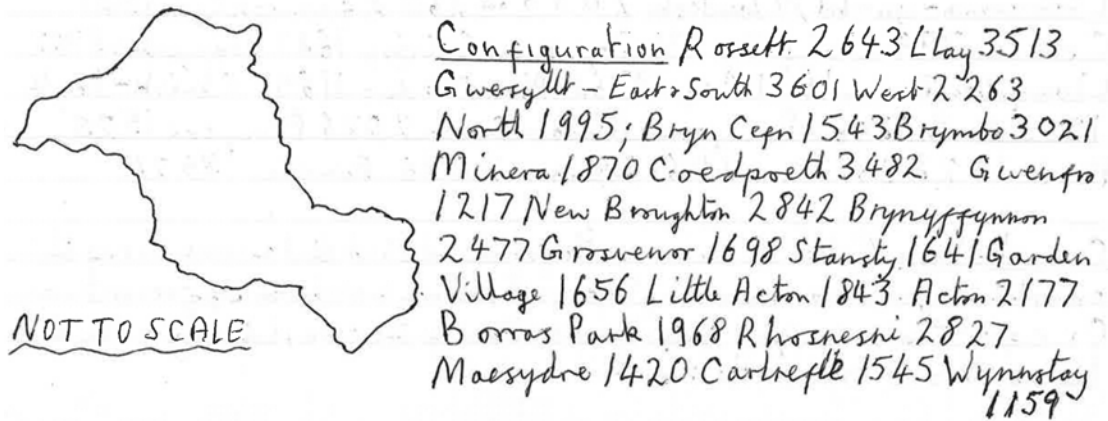 Configuration Rossett 2643 Llay 3513
Gwersyllt - East & South 3601 West 2263
North 1995; Bryn Cefn 1543 Brymbo 3021
Minera 1870 Coedpoeth 3482 Gwenfro
1217 New Broughton 2842 Brynyffynnon
2477 Grosvenor 1698 Stansty 1641 Garden
Village 1656 Little Acton 1843 Acton 2177
Borras Park 1968 Rhosnesni 2827
Maesydre 1420 Cartrefle 1545 Wynnstay
1159
NOT TO SCALE